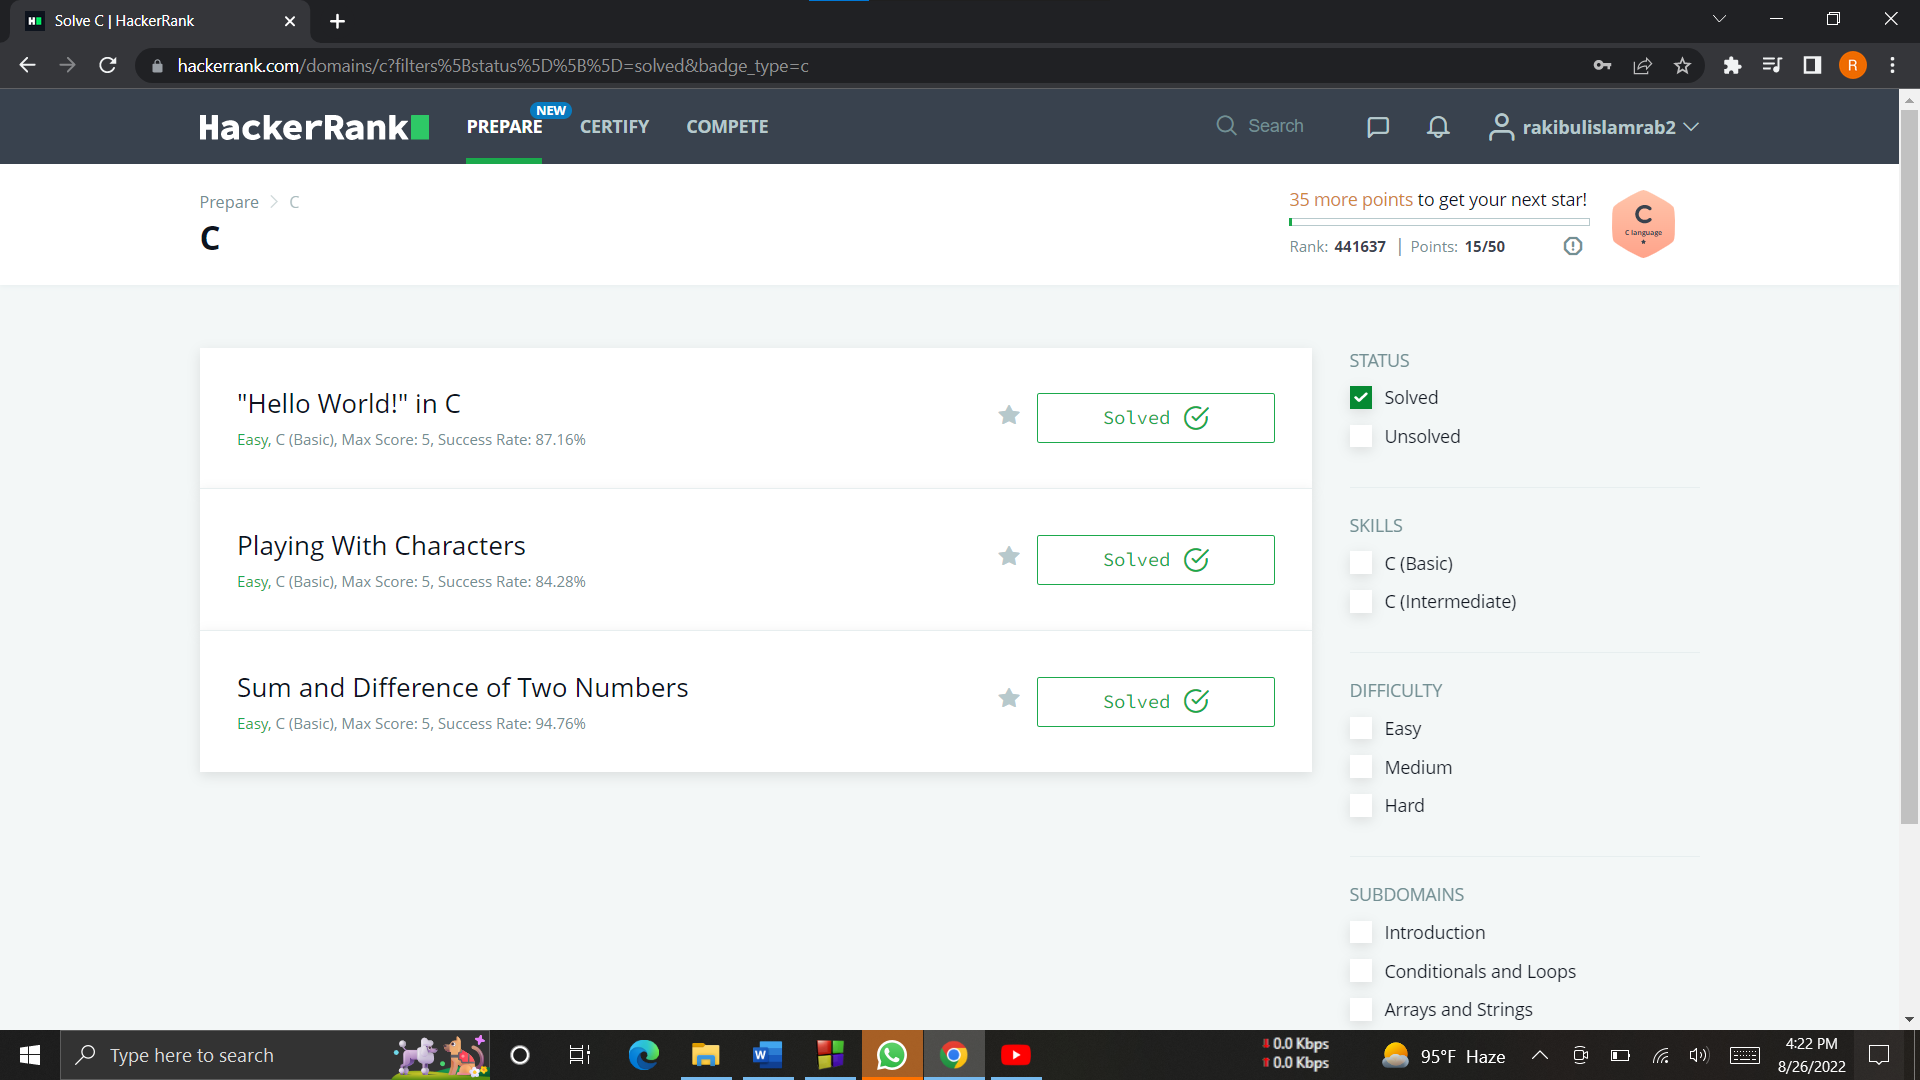 Solve C | HackerRank
hackerrank.com/domains/c?filters%5Bstatus%5D%5B%5D=solved&badge_type=c
R
HackerRank
PREPARE
NEW
CERTIFY
COMPETE
Search
rakibulislamrab2
Prepare > C
C
35 more points to get your next star!
Rank: 441637 | Points: 15/50
C
C language
"Hello World!" in C
Easy, C (Basic), Max Score: 5, Success Rate: 87.16%
Solved
Playing With Characters
Easy, C (Basic), Max Score: 5, Success Rate: 84.28%
Solved
Sum and Difference of Two Numbers
Easy, C (Basic), Max Score: 5, Success Rate: 94.76%
Solved
STATUS
Solved
Unsolved
SKILLS
C (Basic)
C (Intermediate)
DIFFICULTY
Easy
Medium
Hard
SUBDOMAINS
Introduction
Conditionals and Loops
Arrays and Strings
Type here to search
0.0 Kbps
0.0 Kbps
95°F Haze
4:22 PM
8/26/2022